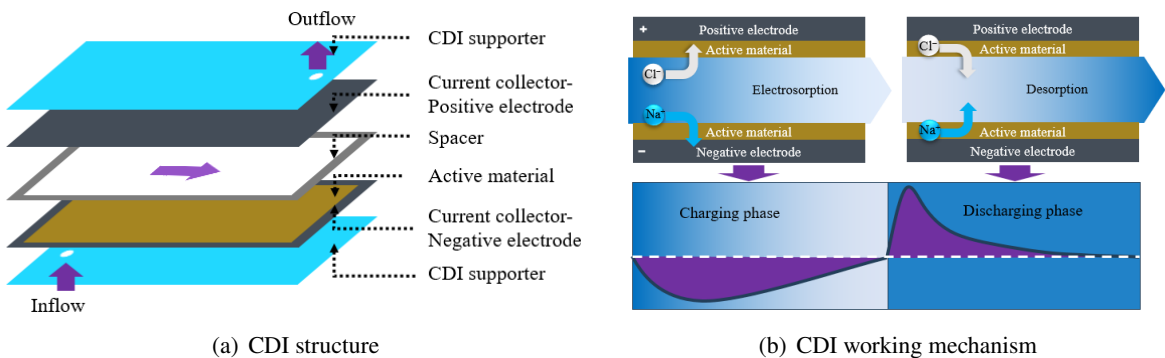 Outflow
CDI supporter
Current collector-
Positive electrode
Spacer
Active material
Current collector-
Negative electrode
CDI supporter
Inflow
(a) CDI structure
+
Positive electrode
Active material
Cl⁻
Electrosorption
Na⁺
Active material
−
Negative electrode
Positive electrode
Cl⁻
Active material
Desorption
Na⁺
Active material
Negative electrode
Charging phase
Discharging phase
(b) CDI working mechanism